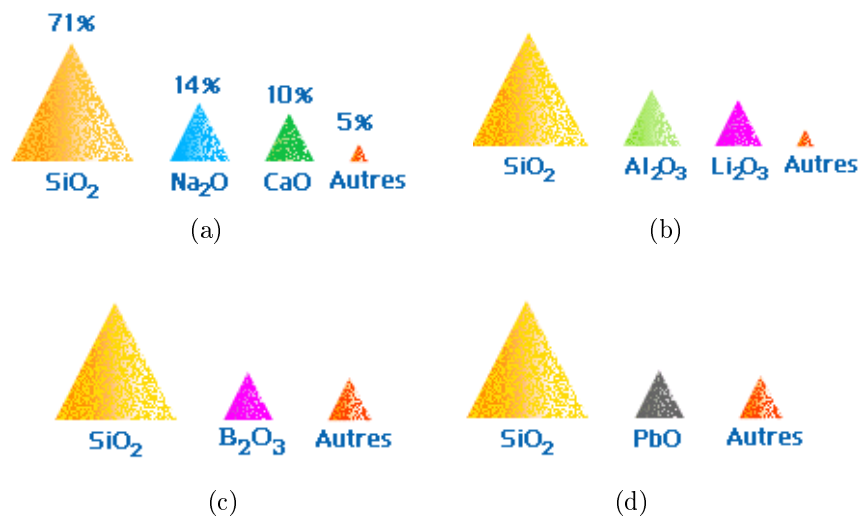 71%
14%
10%
5%
SiO₂ Na₂O CaO Autres
(a)
SiO₂ Al₂O₃ Li₂O₃ Autres
(b)
SiO₂ B₂O₃ Autres
(c)
SiO₂ PbO Autres
(d)